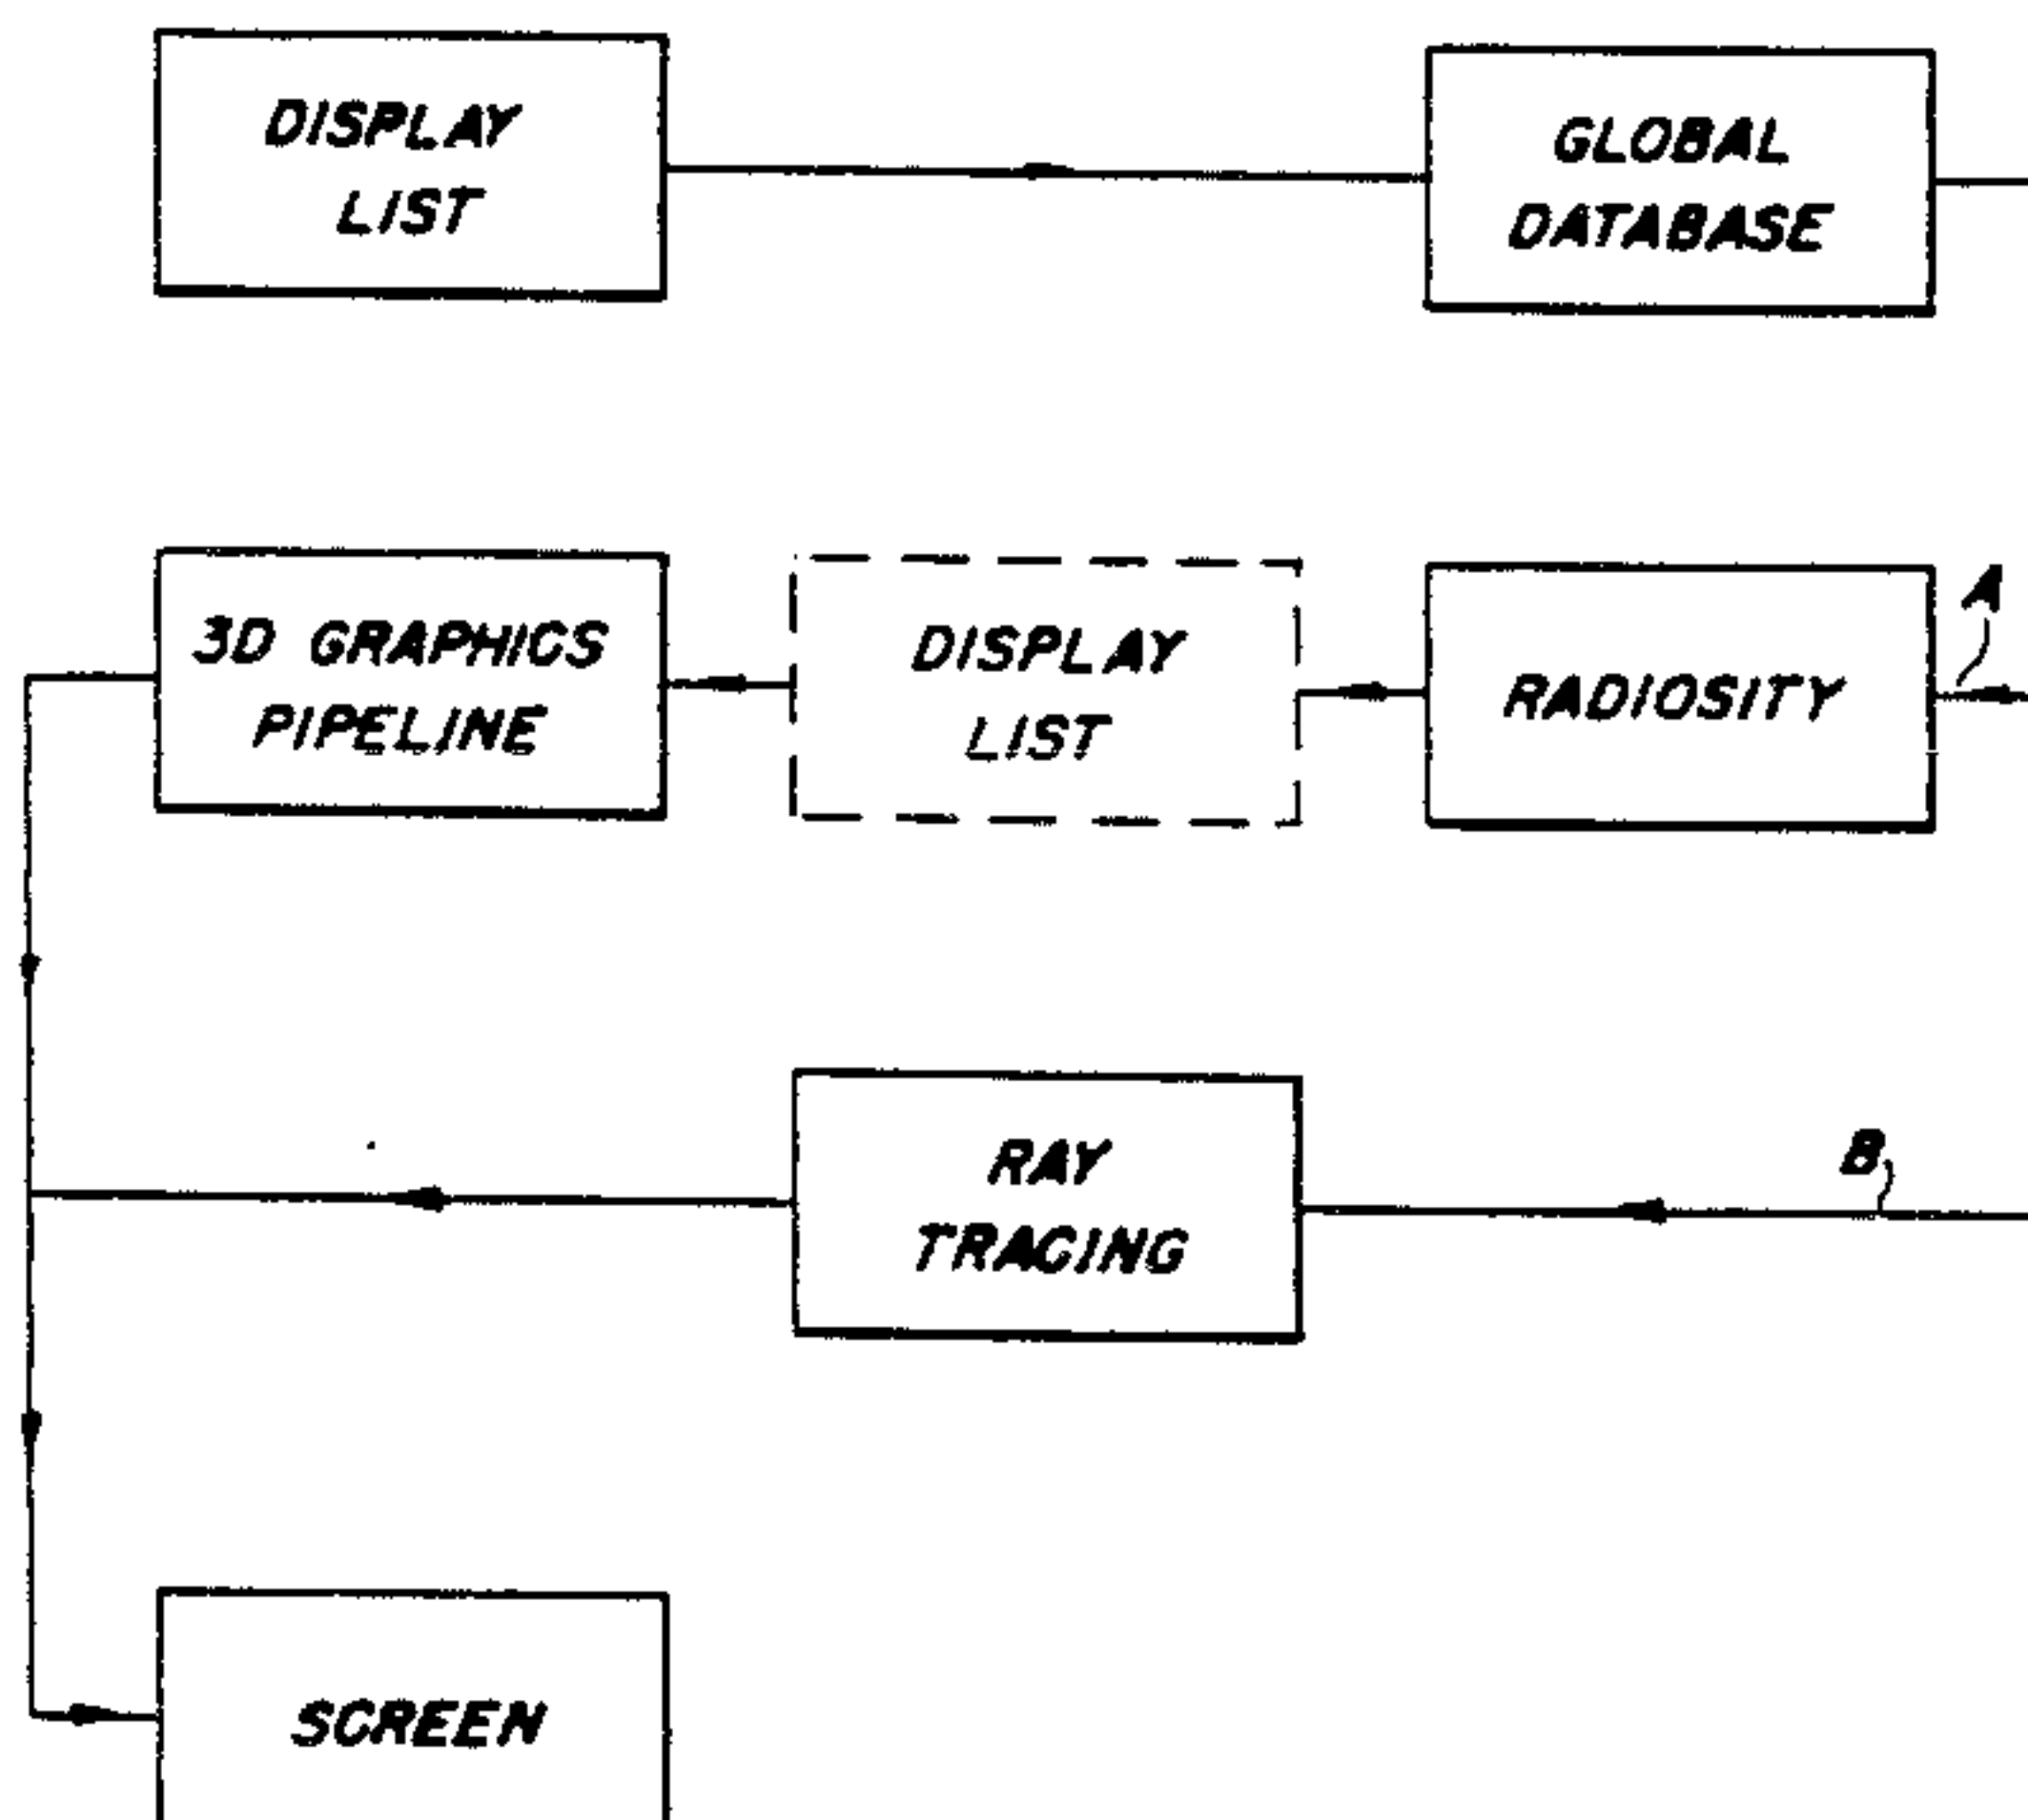 DISPLAY
LIST
GLOBAL
DATABASE
3D GRAPHICS
PIPELINE
DISPLAY
LIST
RADIOSITY
A
RAY
TRACING
B
SCREEN